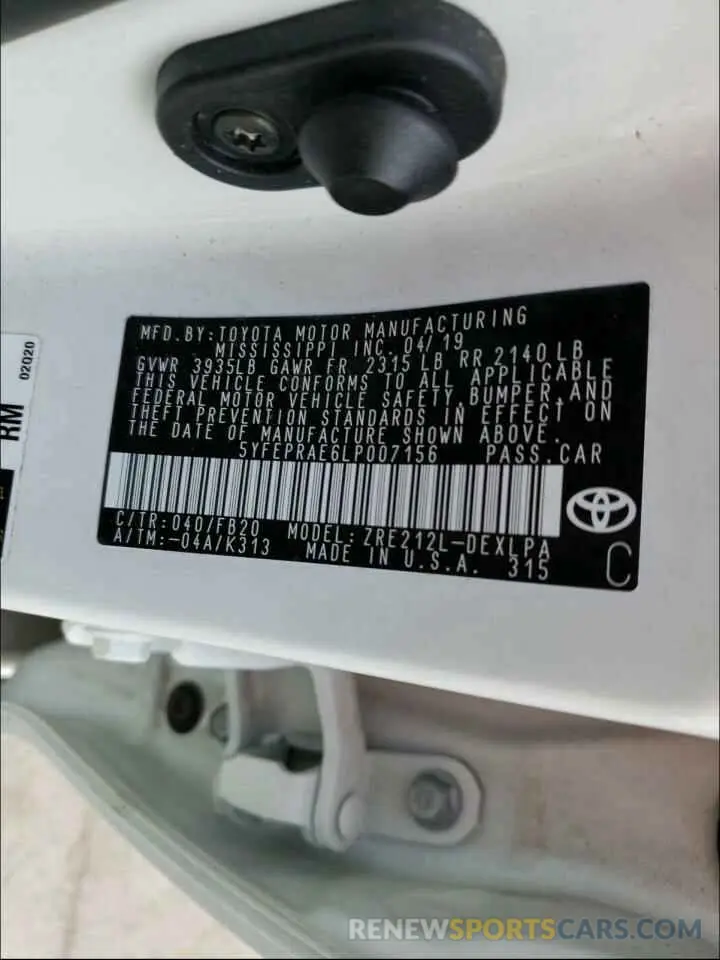 MFD.BY:TOYOTA MOTOR MANUFACTURING
MISSISSIPPI INC. 04/19
GVWR 3935LB GAWR FR 2315 LB RR 2140 LB
THIS VEHICLE CONFORMS TO ALL APPLICABLE
FEDERAL MOTOR VEHICLE SAFETY,BUMPER,AND
THEFT PREVENTION STANDARDS IN EFFECT ON
THE DATE OF MANUFACTURE SHOWN ABOVE.
5YFEPRAE6LP007156 PASS.CAR
C/TR:040/FB20 MODEL:ZRE212L-DEXLPA
A/TM:-04A/K313 MADE IN U.S.A. 315
C
02020
RM
RENEWSPORTSCARS.COM